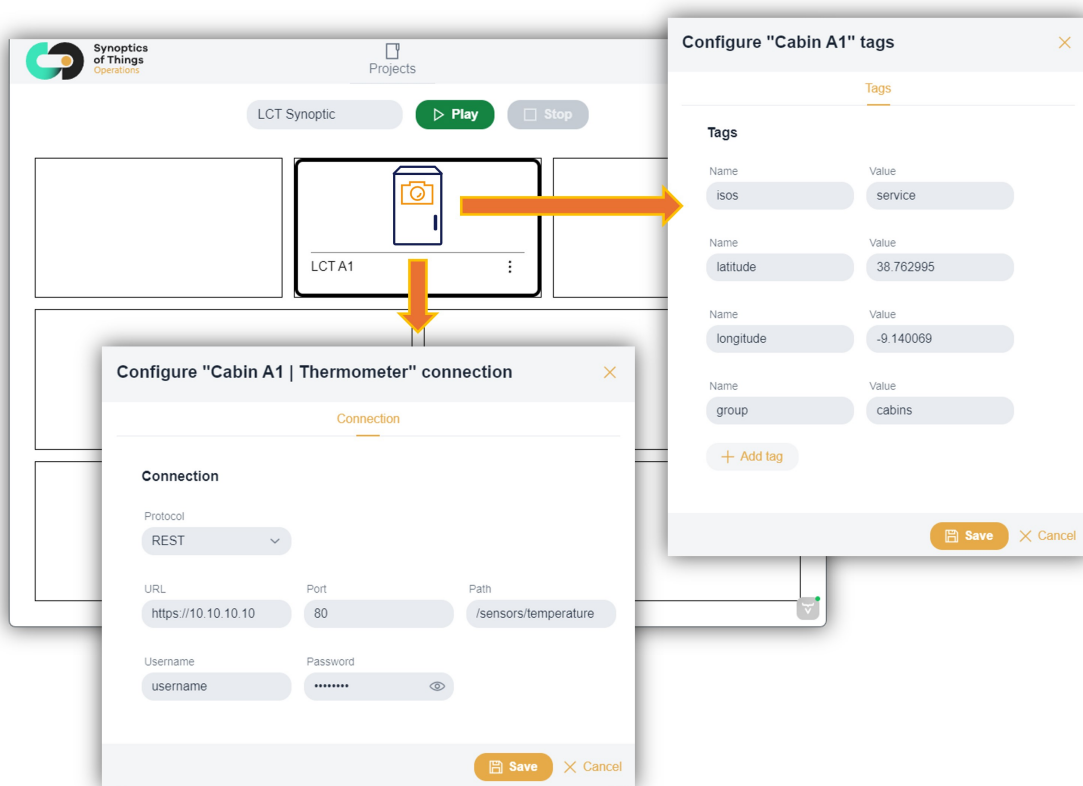 Synoptics
of Things
Operations
Projects
LCT Synoptic
Play
Stop
LCT A1
Configure "Cabin A1" tags
Tags
Tags
Name Value
isos service
Name Value
latitude 38.762995
Name Value
longitude -9.140069
Name Value
group cabins
+ Add tag
Save Cancel
Configure "Cabin A1 | Thermometer" connection
Connection
Connection
Protocol
REST
URL Port Path
https://10.10.10.10 80 /sensors/temperature
Username Password
username ••••••••
Save Cancel